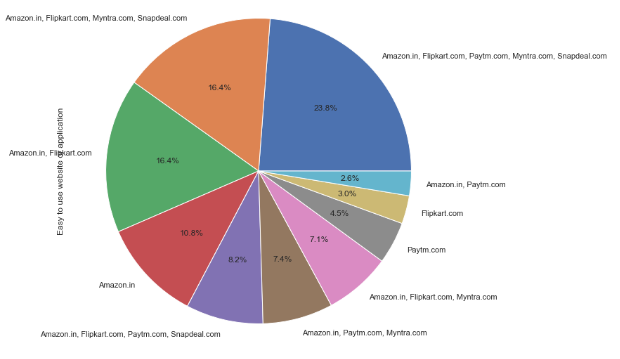 Amazon.in, Flipkart.com, Myntra.com, Snapdeal.com
Amazon.in, Flipkart.com, Paytm.com, Myntra.com, Snapdeal.com
16.4%
23.8%
Easy to use website or application
Amazon.in, Flipkart.com
16.4%
2.6%
Amazon.in, Paytm.com
3.0%
Flipkart.com
4.5%
Paytm.com
10.8%
7.1%
8.2%
7.4%
Amazon.in
Amazon.in, Flipkart.com, Myntra.com
Amazon.in, Flipkart.com, Paytm.com, Snapdeal.com
Amazon.in, Paytm.com, Myntra.com